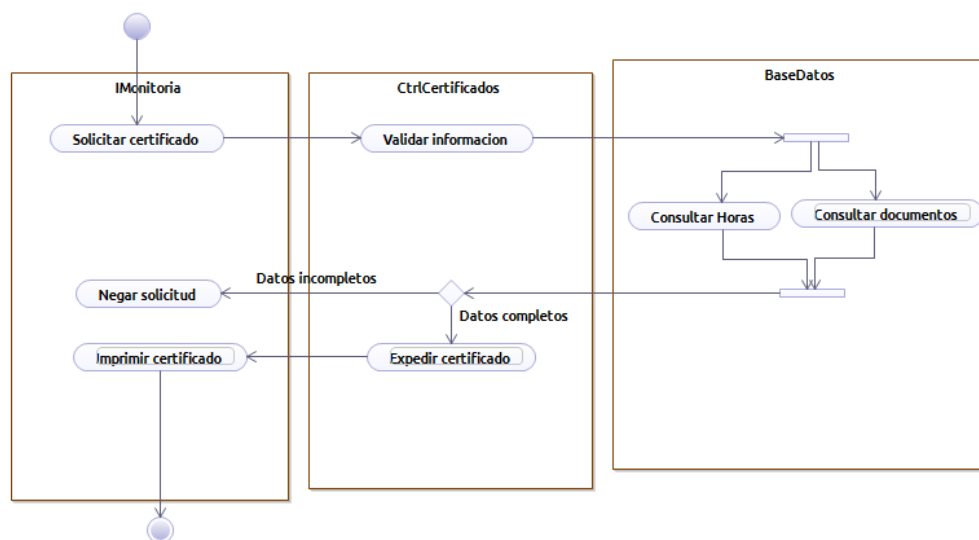 IMonitoria
CtrlCertificados
BaseDatos
Solicitar certificado
Validar informacion
Consultar Horas
Consultar documentos
Datos incompletos
Negar solicitud
Datos completos
Imprimir certificado
Expedir certificado